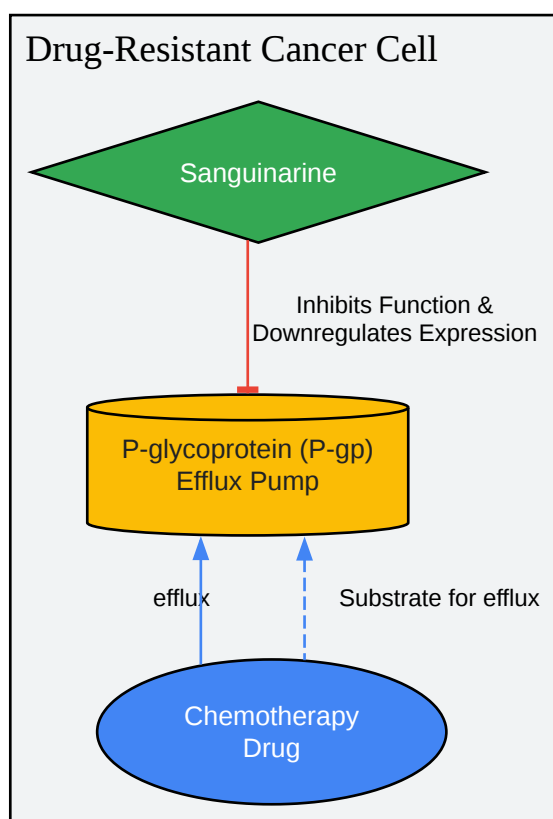 Drug-Resistant Cancer Cell
Sanguinarine
Inhibits Function &
Downregulates Expression
P-glycoprotein (P-gp)
Efflux Pump
efflux
Substrate for efflux
Chemotherapy
Drug